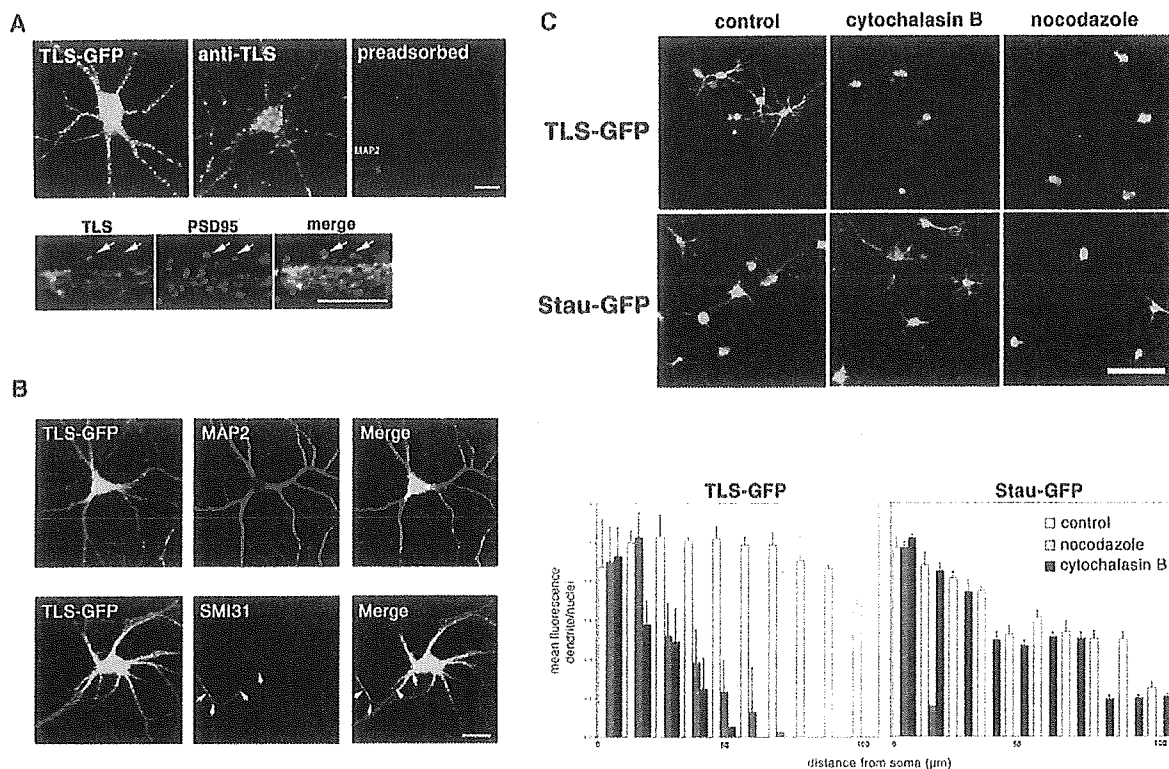 A
TLS-GFP
anti-TLS
preadsorbed
MAP2
TLS
PSD95
merge
B
TLS-GFP
MAP2
Merge
TLS-GFP
SMI31
Merge
C
control
cytochalasin B
nocodazole
TLS-GFP
Stau-GFP
TLS-GFP
Stau-GFP
control
nocodazole
cytochalasin B
mean fluorescence
dendrite/nuclei
0
50
100
0
50
100
distance from soma (µm)